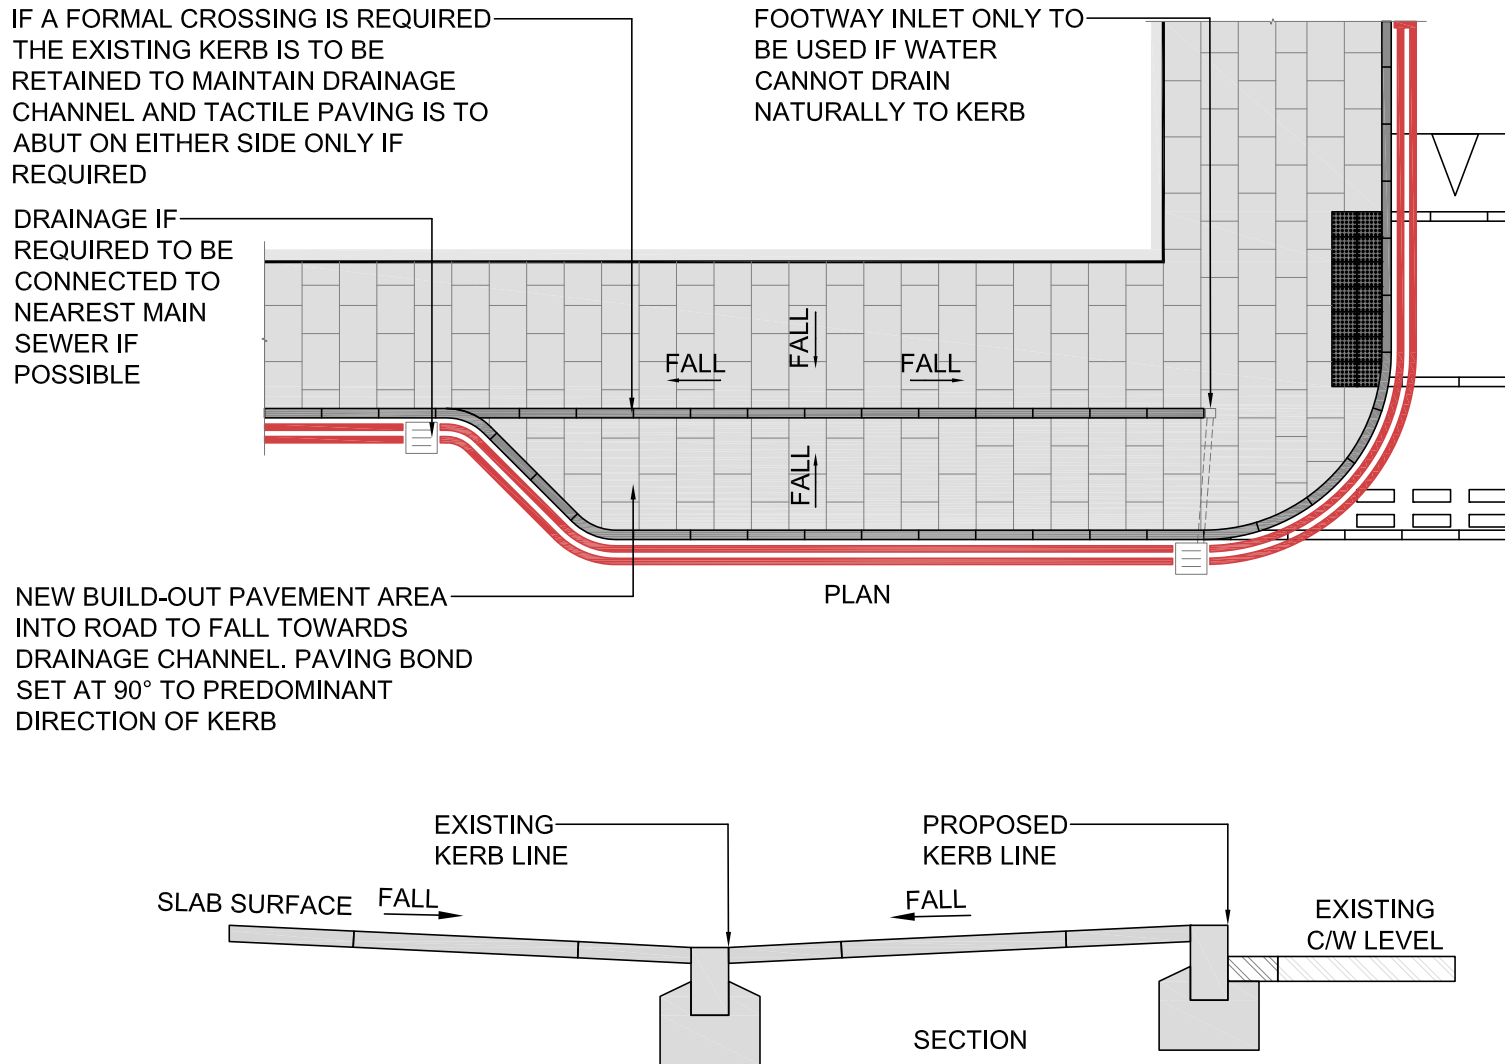 IF A FORMAL CROSSING IS REQUIRED
THE EXISTING KERB IS TO BE
RETAINED TO MAINTAIN DRAINAGE
CHANNEL AND TACTILE PAVING IS TO
ABUT ON EITHER SIDE ONLY IF
REQUIRED
FOOTWAY INLET ONLY TO
BE USED IF WATER
CANNOT DRAIN
NATURALLY TO KERB
DRAINAGE IF
REQUIRED TO BE
CONNECTED TO
NEAREST MAIN
SEWER IF
POSSIBLE
FALL
FALL
FALL
FALL
NEW BUILD-OUT PAVEMENT AREA
INTO ROAD TO FALL TOWARDS
DRAINAGE CHANNEL. PAVING BOND
SET AT 90° TO PREDOMINANT
DIRECTION OF KERB
PLAN
EXISTING
KERB LINE
PROPOSED
KERB LINE
SLAB SURFACE
FALL
FALL
EXISTING
C/W LEVEL
SECTION